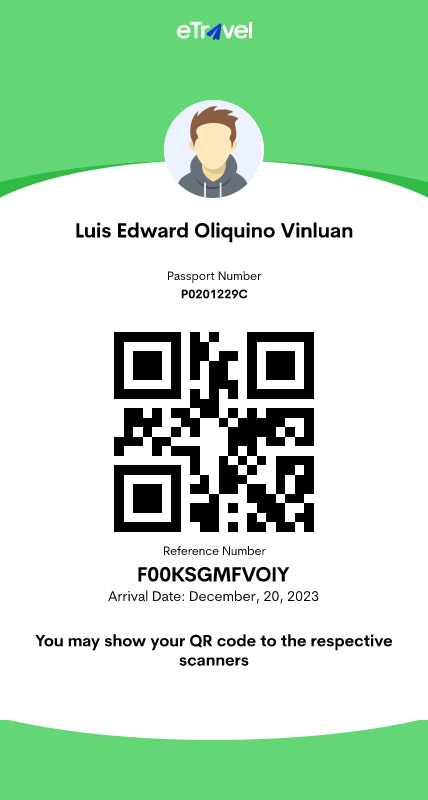 eTravel
Luis Edward Oliquino Vinluan
Passport Number
P0201229C
Reference Number
F00KSGMFVOIY
Arrival Date: December, 20, 2023
You may show your QR code to the respective
scanners